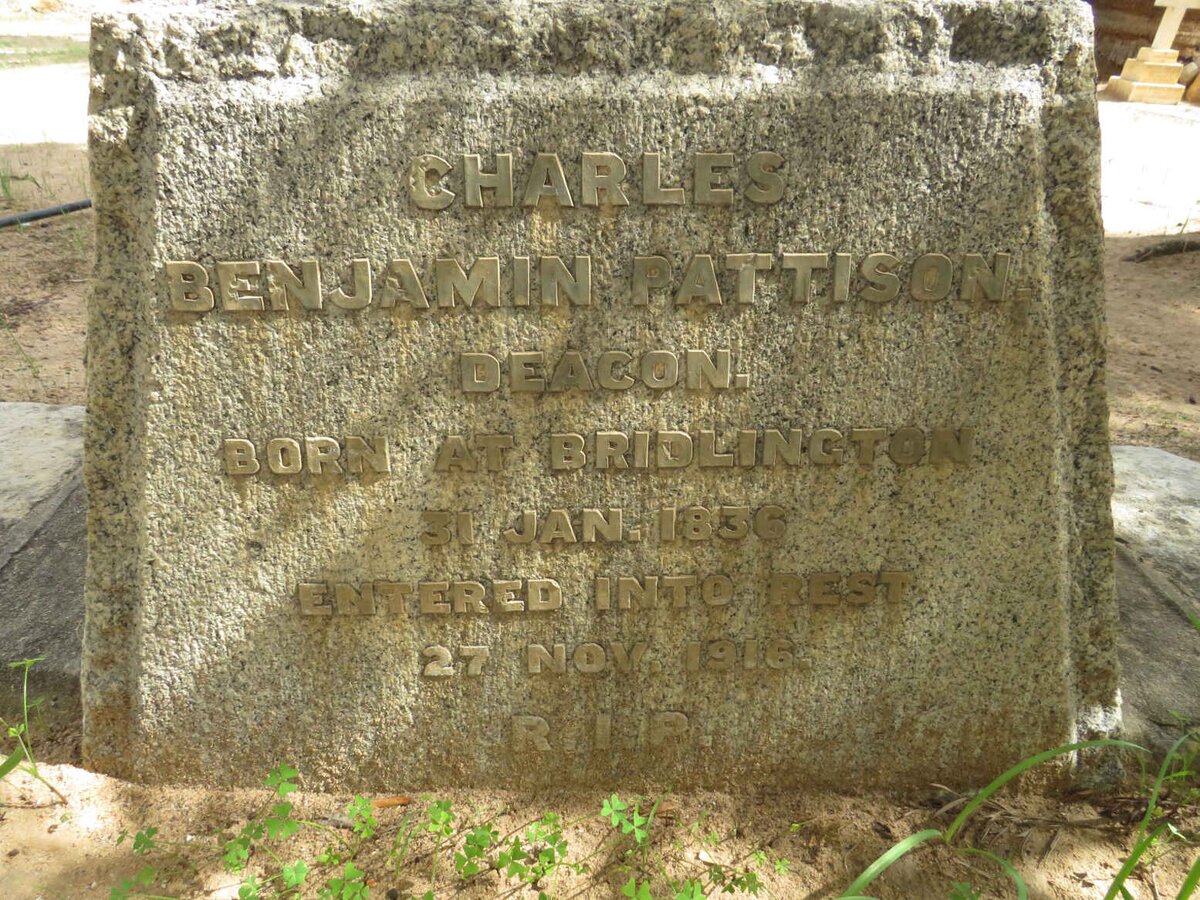 CHARLES
BENJAMIN PATTISON.
DEACON.
BORN AT BRIDLINGTON
31 JAN. 1836
ENTERED INTO REST
27 NOV. 1916.
R.I.P.